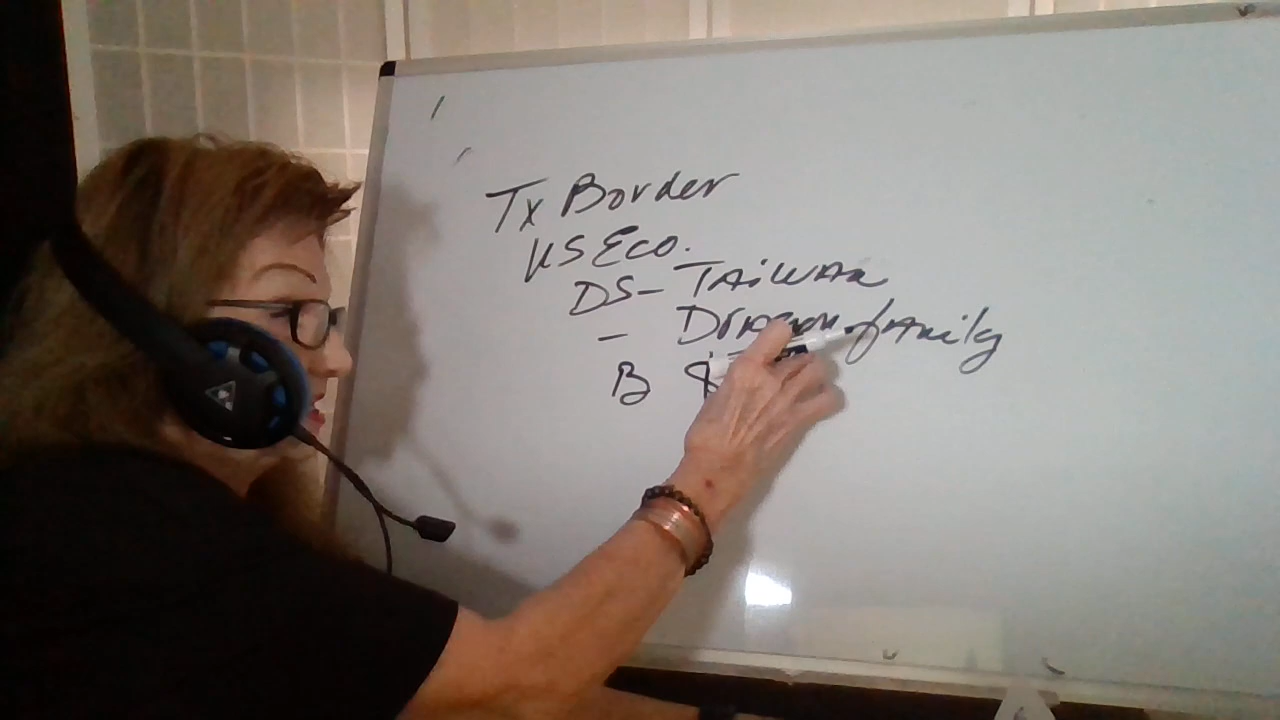 Tx Border
US Eco.
DS - TAiWAN
- DrAgon fAmily
B $